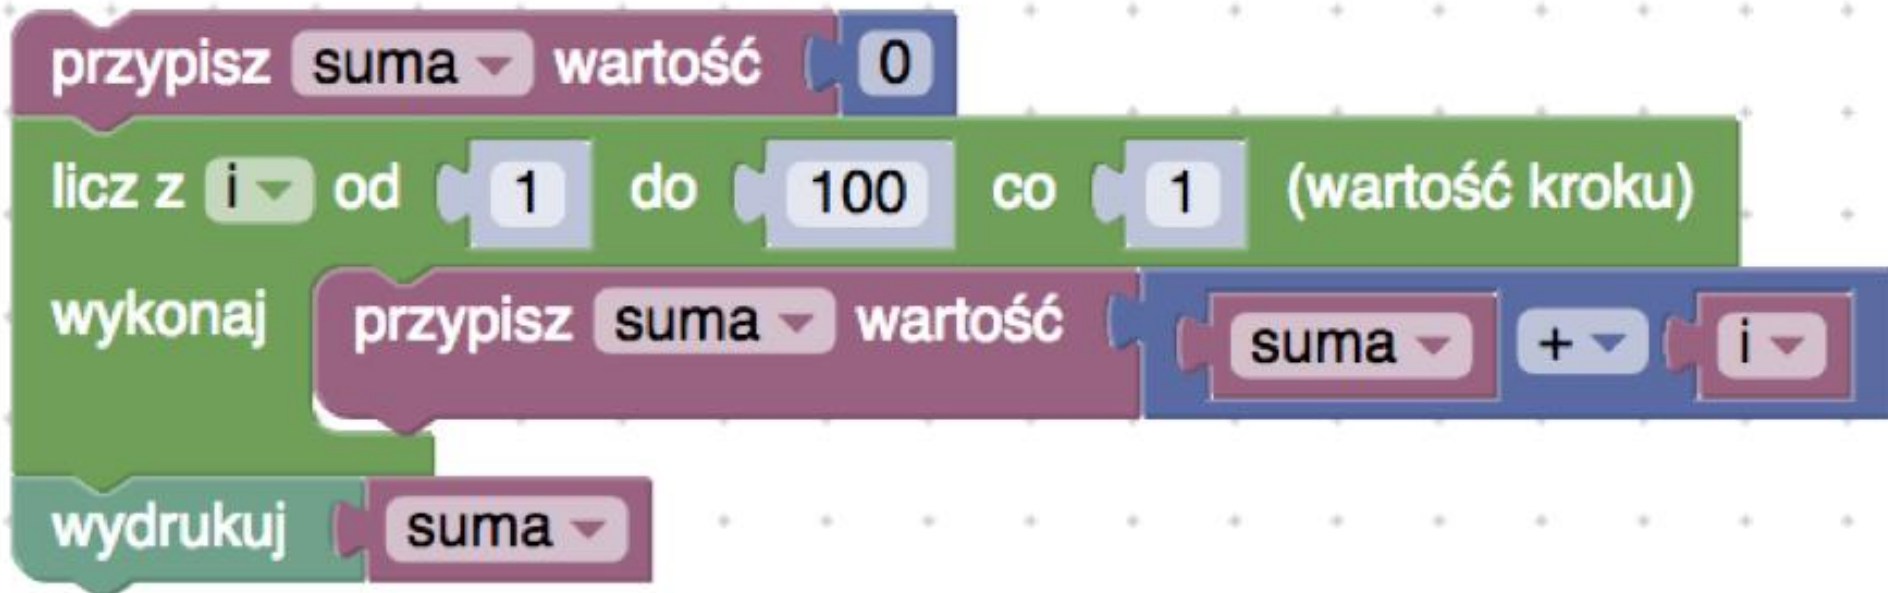 przypisz suma wartość 0
licz z i od 1 do 100 co 1 (wartość kroku)
wykonaj przypisz suma wartość suma + i
wydrukuj suma